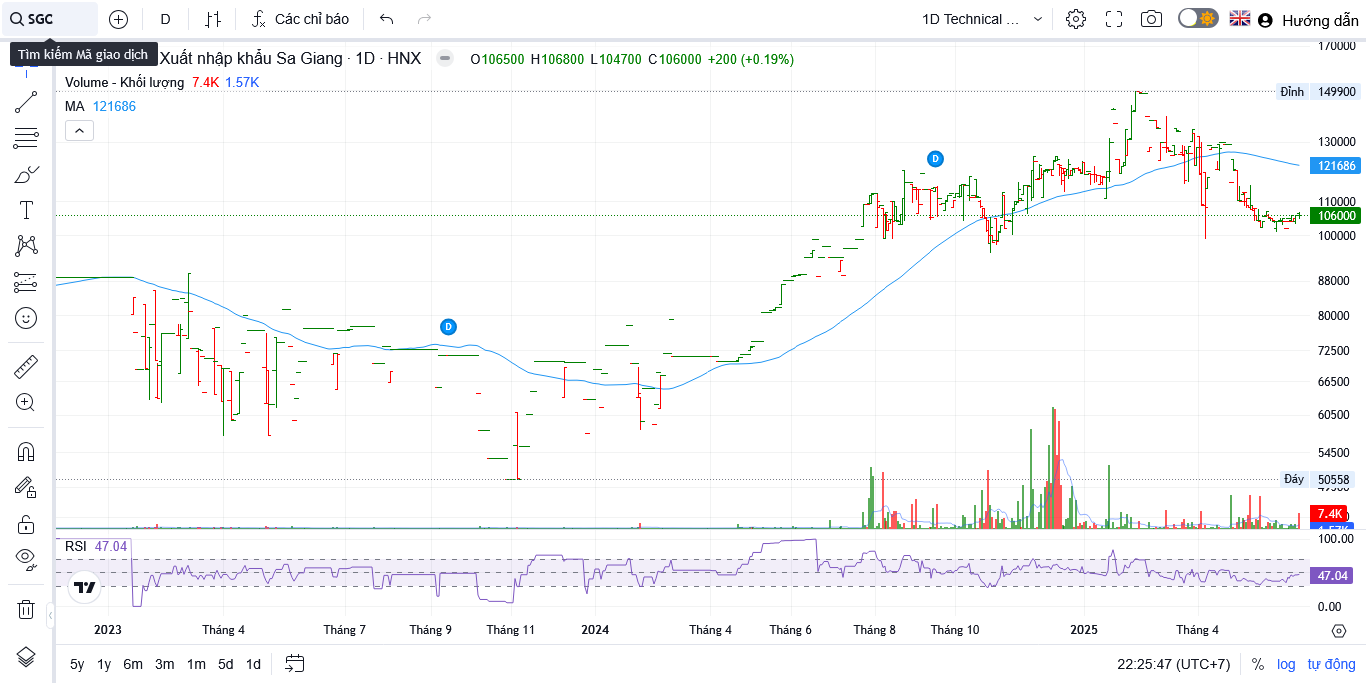 SGC
D
Các chỉ báo
1D Technical ...
Hướng dẫn
Tìm kiếm Mã giao dịch
Xuất nhập khẩu Sa Giang · 1D · HNX
O106500 H106800 L104700 C106000 +200 (+0.19%)
Volume - Khối lượng 7.4K 1.57K
MA 121686
170000
Đỉnh 149900
130000
121686
110000
106000
100000
88000
80000
72500
66500
60500
54500
Đáy 50558
7.4K
D
D
RSI 47.04
100.00
47.04
0.00
2023 Tháng 4 Tháng 7 Tháng 9 Tháng 11 2024 Tháng 4 Tháng 6 Tháng 8 Tháng 10 2025 Tháng 4
5y 1y 6m 3m 1m 5d 1d
22:25:47 (UTC+7) % log tự động